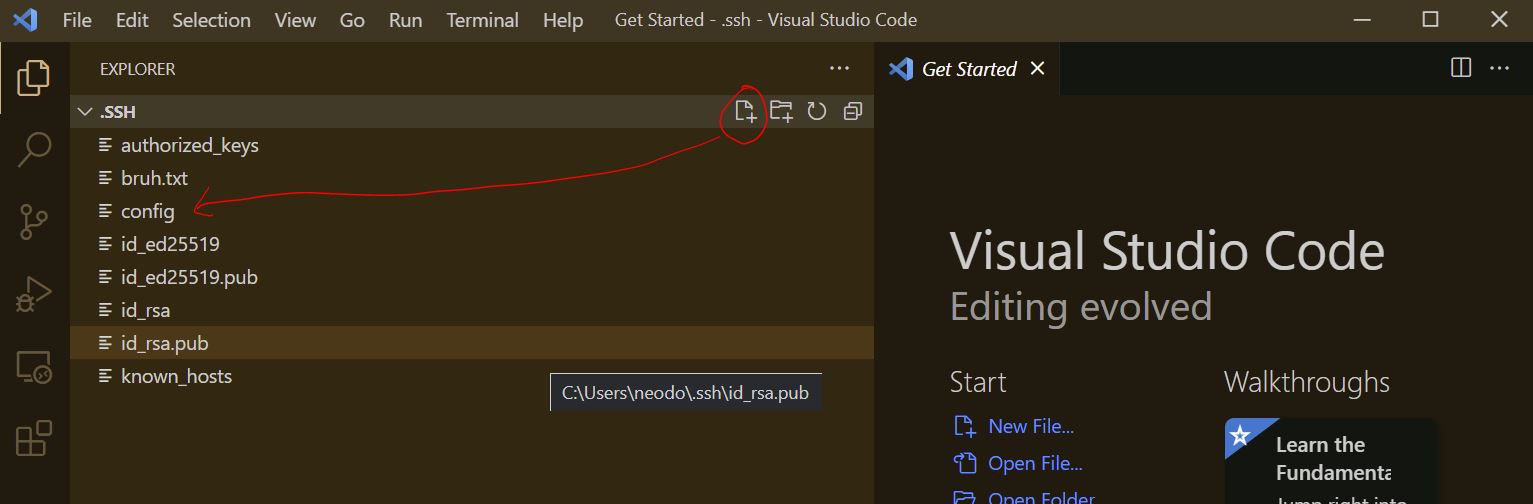 File Edit Selection View Go Run Terminal Help Get Started - .ssh - Visual Studio Code
EXPLORER
Get Started
.SSH
authorized_keys
bruh.txt
config
id_ed25519
id_ed25519.pub
id_rsa
id_rsa.pub
known_hosts
C:\Users\neodo\.ssh\id_rsa.pub
Visual Studio Code
Editing evolved
Start
New File...
Open File...
Open Folder
Walkthroughs
Learn the
Fundamenta
Jump right into